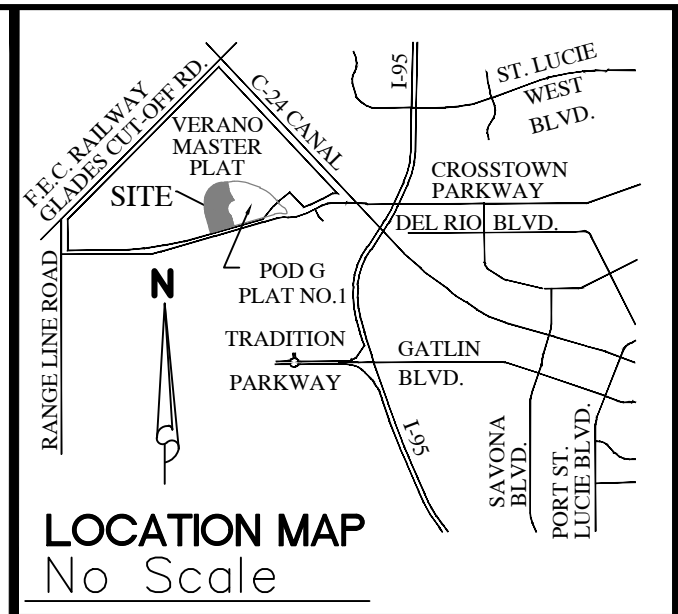 F.E.C. RAILWAY
GLADES CUT-OFF RD.
C-24 CANAL
I-95
ST. LUCIE
WEST
BLVD.
VERANO
MASTER
PLAT
SITE
CROSSTOWN
PARKWAY
DEL RIO BLVD.
POD G
PLAT NO.1
N
RANGE LINE ROAD
TRADITION
PARKWAY
GATLIN
BLVD.
I-95
SAVONA
BLVD.
PORT ST.
LUCIE BLVD.
LOCATION MAP
No Scale